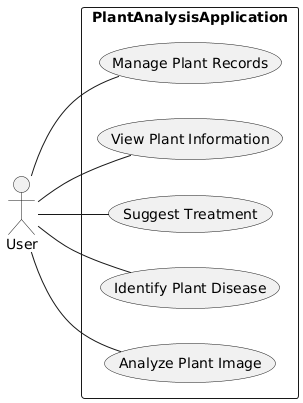 PlantAnalysisApplication
Manage Plant Records
View Plant Information
Suggest Treatment
User
Identify Plant Disease
Analyze Plant Image